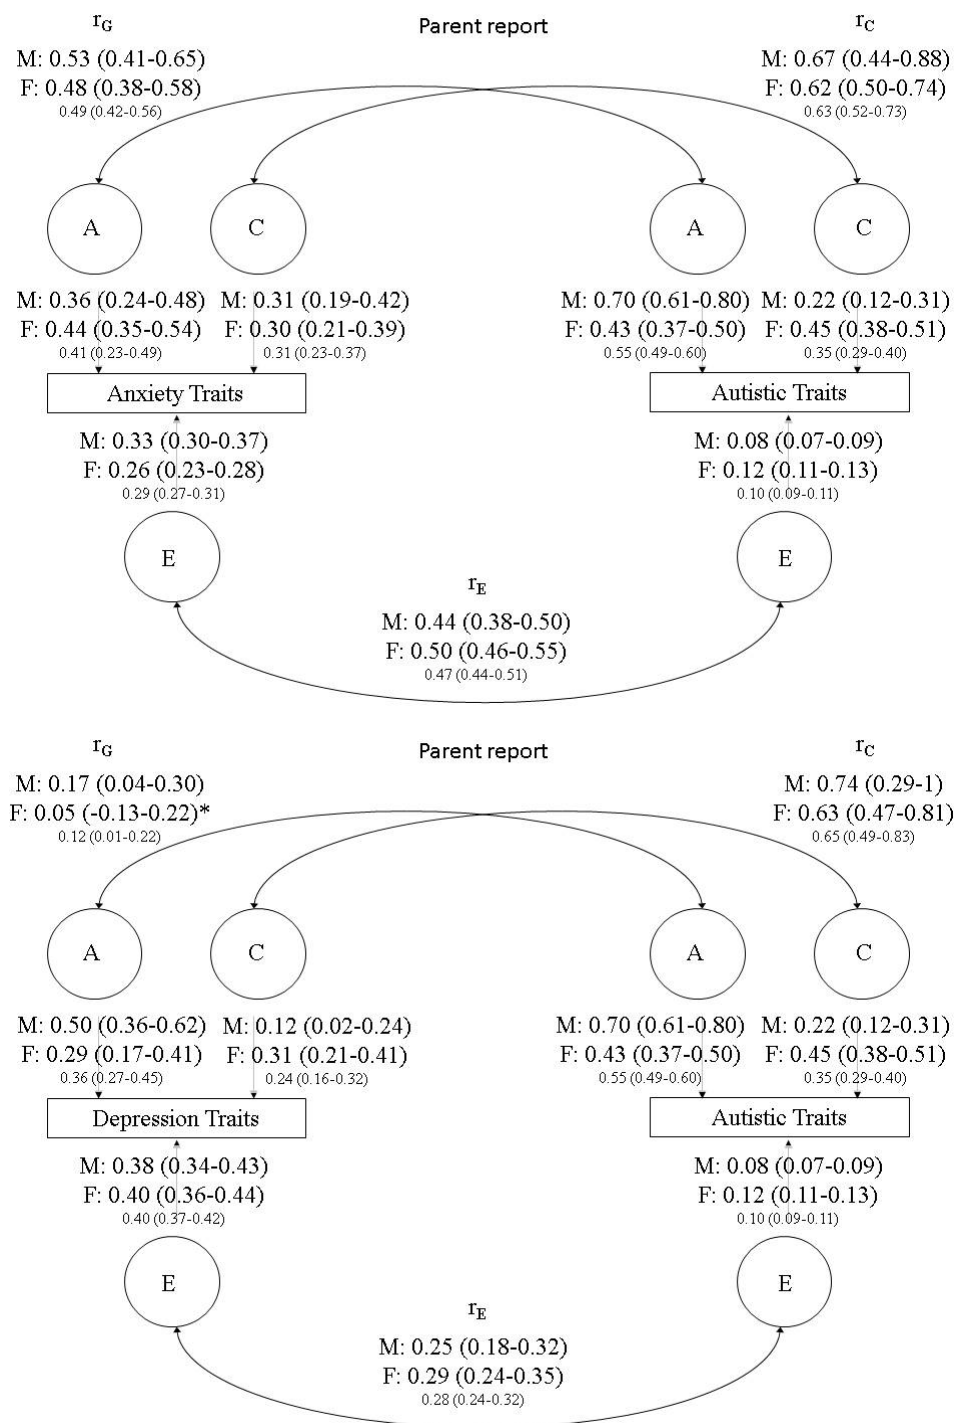 r_G
Parent report
r_C
M: 0.53 (0.41-0.65)
M: 0.67 (0.44-0.88)
F: 0.48 (0.38-0.58)
F: 0.62 (0.50-0.74)
0.49 (0.42-0.56)
0.63 (0.52-0.73)
A
C
A
C
M: 0.36 (0.24-0.48)
M: 0.31 (0.19-0.42)
M: 0.70 (0.61-0.80)
M: 0.22 (0.12-0.31)
F: 0.44 (0.35-0.54)
F: 0.30 (0.21-0.39)
F: 0.43 (0.37-0.50)
F: 0.45 (0.38-0.51)
0.41 (0.23-0.49)
0.31 (0.23-0.37)
0.55 (0.49-0.60)
0.35 (0.29-0.40)
Anxiety Traits
Autistic Traits
M: 0.33 (0.30-0.37)
M: 0.08 (0.07-0.09)
F: 0.26 (0.23-0.28)
F: 0.12 (0.11-0.13)
0.29 (0.27-0.31)
0.10 (0.09-0.11)
E
E
r_E
M: 0.44 (0.38-0.50)
F: 0.50 (0.46-0.55)
0.47 (0.44-0.51)
r_G
Parent report
r_C
M: 0.17 (0.04-0.30)
M: 0.74 (0.29-1)
F: 0.05 (-0.13-0.22)*
F: 0.63 (0.47-0.81)
0.12 (0.01-0.22)
0.65 (0.49-0.83)
A
C
A
C
M: 0.50 (0.36-0.62)
M: 0.12 (0.02-0.24)
M: 0.70 (0.61-0.80)
M: 0.22 (0.12-0.31)
F: 0.29 (0.17-0.41)
F: 0.31 (0.21-0.41)
F: 0.43 (0.37-0.50)
F: 0.45 (0.38-0.51)
0.36 (0.27-0.45)
0.24 (0.16-0.32)
0.55 (0.49-0.60)
0.35 (0.29-0.40)
Depression Traits
Autistic Traits
M: 0.38 (0.34-0.43)
M: 0.08 (0.07-0.09)
F: 0.40 (0.36-0.44)
F: 0.12 (0.11-0.13)
0.40 (0.37-0.42)
0.10 (0.09-0.11)
E
E
r_E
M: 0.25 (0.18-0.32)
F: 0.29 (0.24-0.35)
0.28 (0.24-0.32)